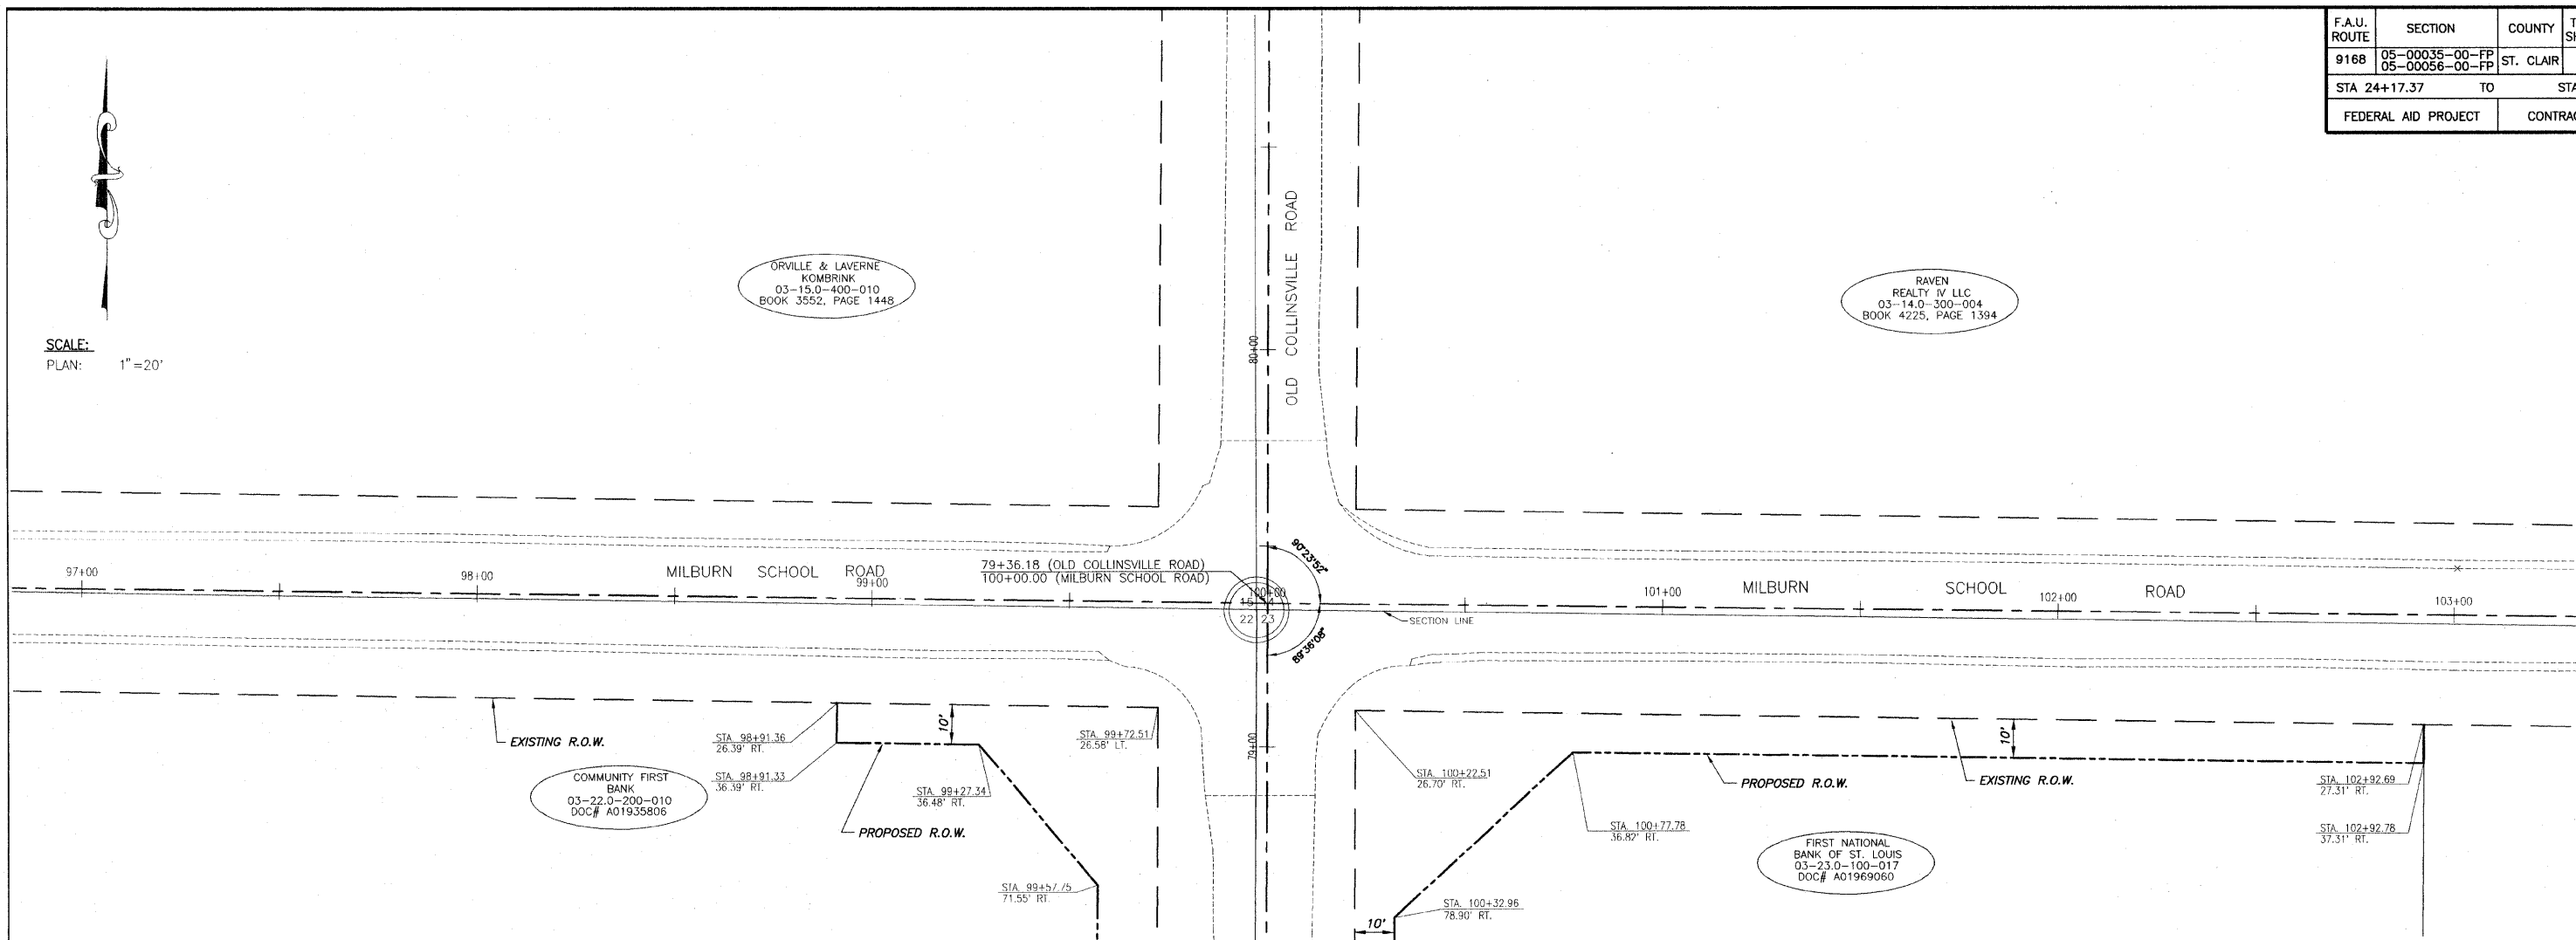 F.A.U. ROUTE
SECTION
COUNTY
9168
05-00035-00-FP
05-00056-00-FP
ST. CLAIR
STA 24+17.37 TO STA
FEDERAL AID PROJECT
SCALE:
PLAN: 1"=20'
ORVILLE & LAVERNE
KOMBRINK
03-15.0-400-010
BOOK 3552, PAGE 1448
OLD COLLINSVILLE ROAD
80+00
RAVEN
REALTY IV LLC
03-14.0-300-004
BOOK 4225, PAGE 1394
97+00
98+00
MILBURN SCHOOL ROAD
99+00
79+36.18 (OLD COLLINSVILLE ROAD)
100+00.00 (MILBURN SCHOOL ROAD)
90°23'52"
100+00
15 14
22 23
89°36'08"
SECTION LINE
101+00
MILBURN SCHOOL ROAD
102+00
103+00
EXISTING R.O.W.
STA. 98+91.36
26.39' RT.
10'
STA. 99+72.51
26.58' LT.
79+00
COMMUNITY FIRST
BANK
03-22.0-200-010
DOC# A01935806
STA. 98+91.33
36.39' RT.
STA. 99+27.34
36.48' RT.
PROPOSED R.O.W.
STA. 99+57.75
71.55' RT.
STA. 100+22.51
26.70' RT.
PROPOSED R.O.W.
10'
EXISTING R.O.W.
STA. 102+92.69
27.31' RT.
STA. 100+77.78
36.82' RT.
STA. 102+92.78
37.31' RT.
FIRST NATIONAL
BANK OF ST. LOUIS
03-23.0-100-017
DOC# A01969060
STA. 100+32.96
78.90' RT.
10'